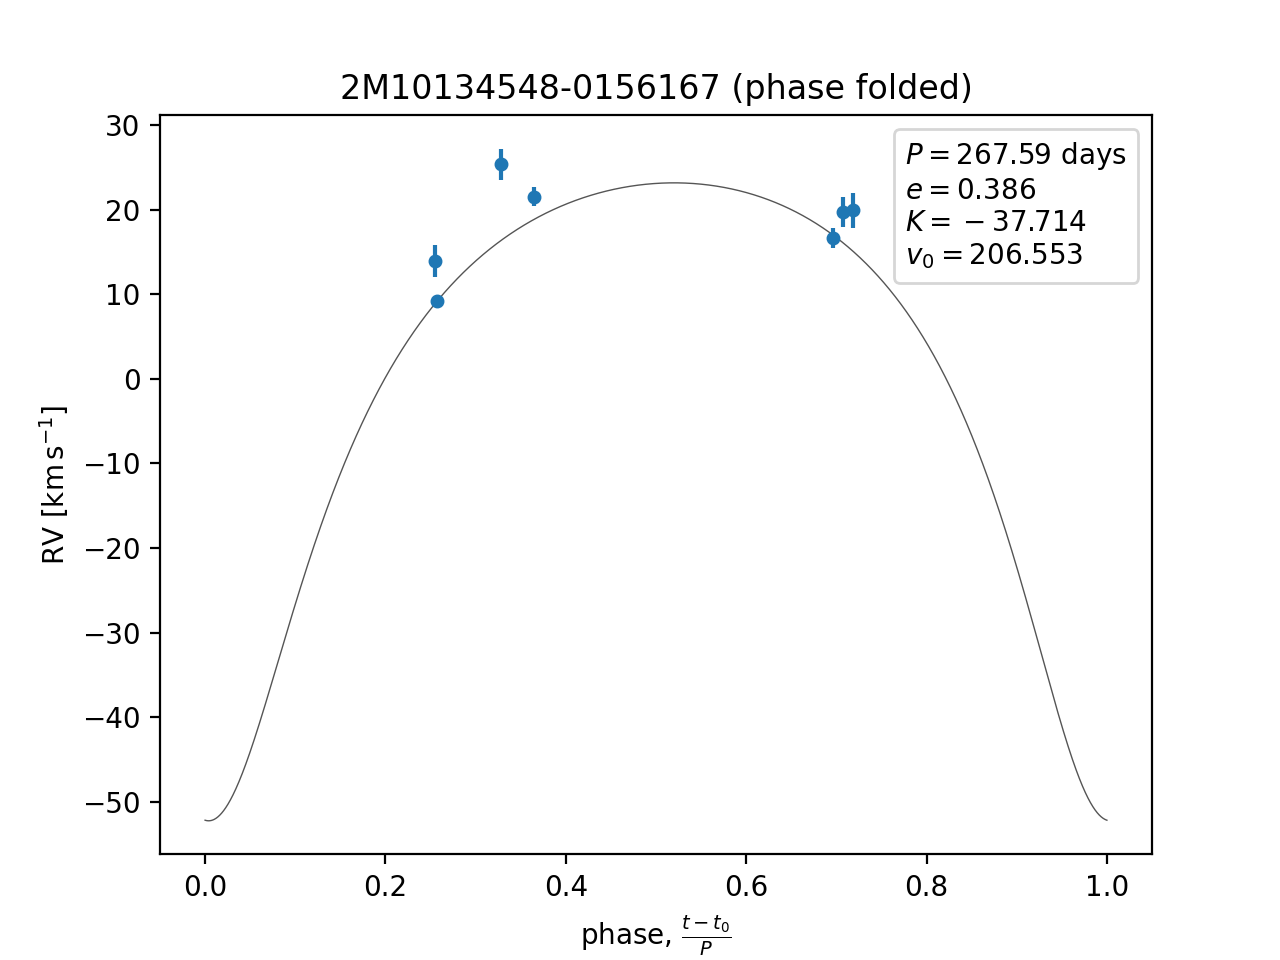 2M10134548-0156167 (phase folded)
P = 267.59 days
e = 0.386
K = −37.714
v₀ = 206.553
RV [km s⁻¹]
30
20
10
0
−10
−20
−30
−40
−50
0.0 0.2 0.4 0.6 0.8 1.0
phase, (t − t₀)/P